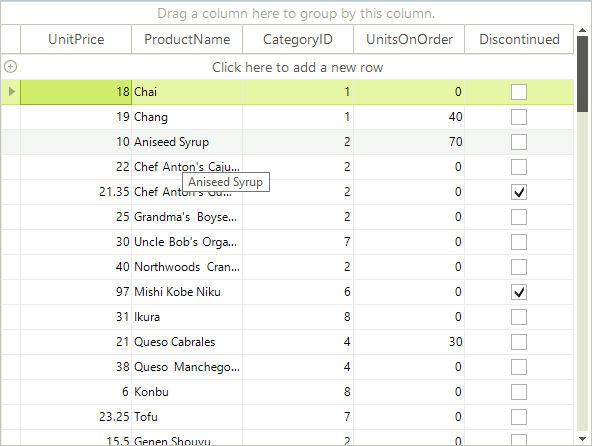 Drag a column here to group by this column.
UnitPrice ProductName CategoryID UnitsOnOrder Discontinued
Click here to add a new row
18 Chai 1 0
19 Chang 1 40
10 Aniseed Syrup 2 70
22 Chef Anton's Caju... 2 0
Aniseed Syrup
21.35 Chef Anton's Gu... 2 0
25 Grandma's Boyse... 2 0
30 Uncle Bob's Orga... 7 0
40 Northwoods Cran... 2 0
97 Mishi Kobe Niku 6 0
31 Ikura 8 0
21 Queso Cabrales 4 30
38 Queso Manchego... 4 0
6 Konbu 8 0
23.25 Tofu 7 0
15.5 Genen Shouyu 2 0